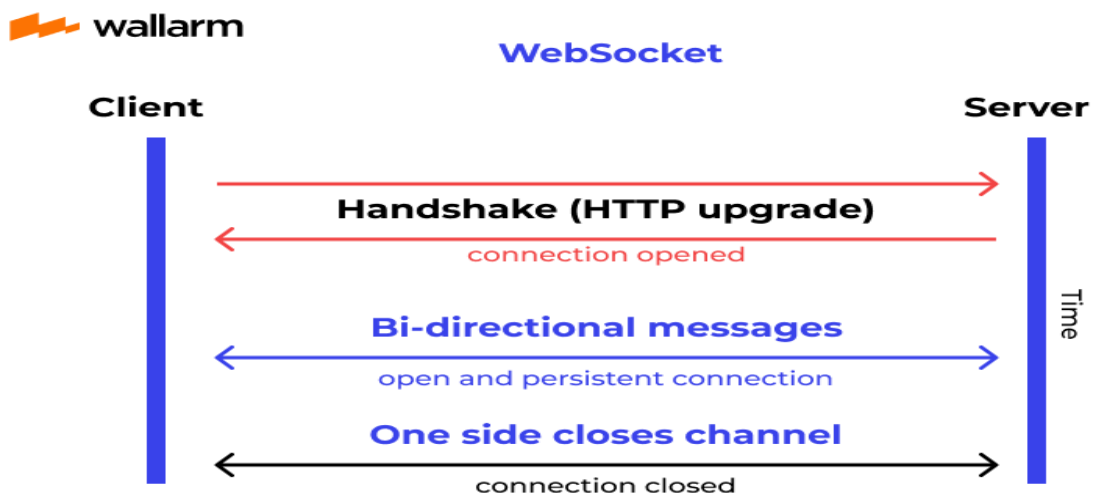 wallarm
WebSocket
Client
Server
Handshake (HTTP upgrade)
connection opened
Time
Bi-directional messages
open and persistent connection
One side closes channel
connection closed